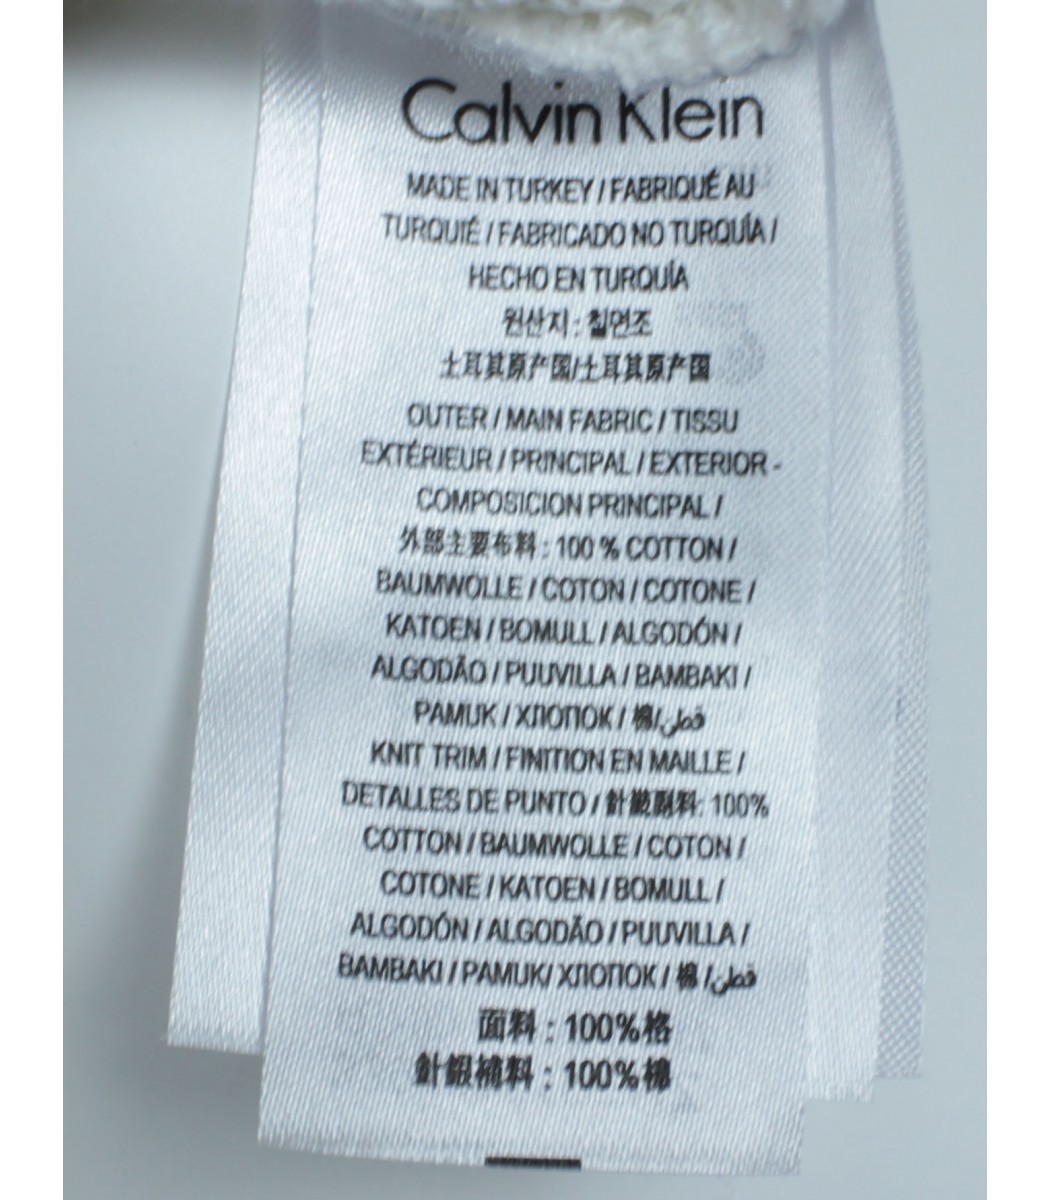 Calvin Klein
MADE IN TURKEY / FABRIQUÉ AU
TURQUIÉ / FABRICADO NO TURQUÍA /
HECHO EN TURQUÍA
원산지 : 칠면조
土耳其原产国/土耳其原产国
OUTER / MAIN FABRIC / TISSU
EXTÉRIEUR / PRINCIPAL / EXTERIOR -
COMPOSICION PRINCIPAL /
外部主要布料 : 100 % COTTON /
BAUMWOLLE / COTON / COTONE /
KATOEN / BOMULL / ALGODÓN /
ALGODÃO / PUUVILLA / BAMBAKI /
PAMUK / ХЛОПОК / 棉/قطن
KNIT TRIM / FINITION EN MAILLE /
DETALLES DE PUNTO / 針織副料: 100%
COTTON / BAUMWOLLE / COTON /
COTONE / KATOEN / BOMULL /
ALGODÓN / ALGODÃO / PUUVILLA /
BAMBAKI / PAMUK/ ХЛОПОК / 棉 /قطن
面料 : 100%格
針銀補料 : 100%棉